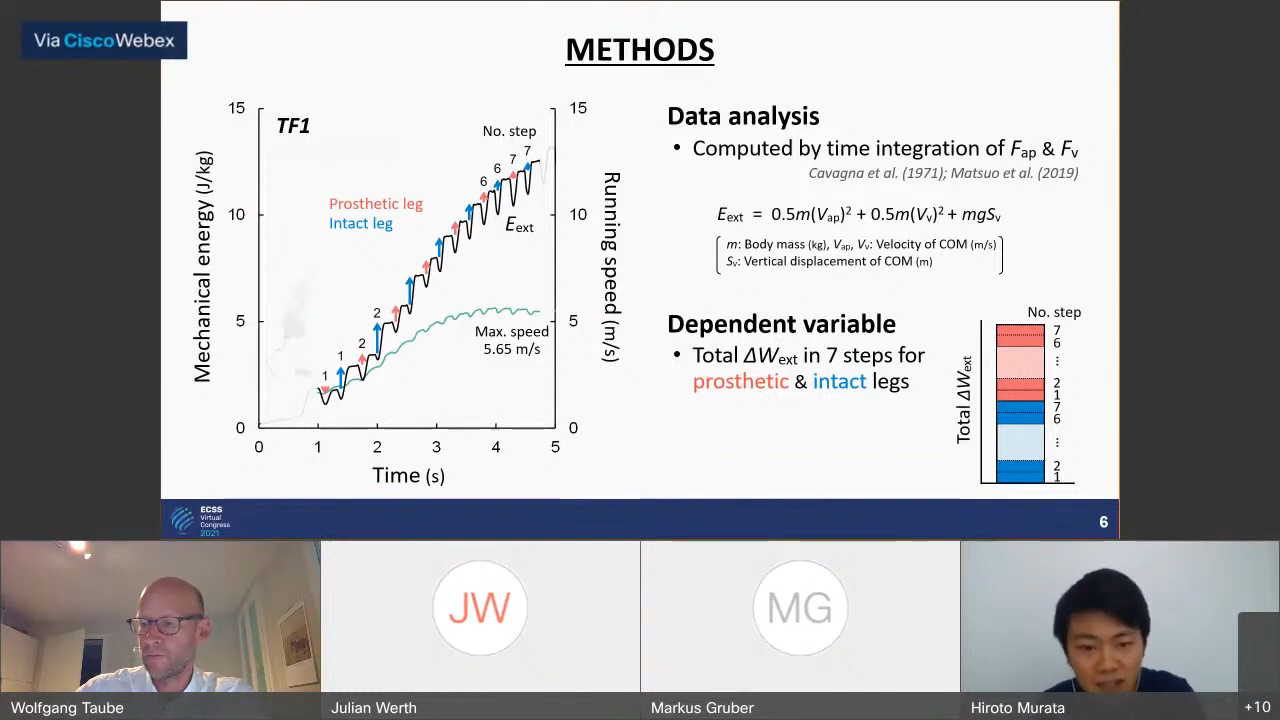 Via Cisco Webex
METHODS
15
10
5
0
Mechanical energy (J/kg)
TF1
No. step
Prosthetic leg
Intact leg
1
1
2
2
6
6
7
7
Eext
Max. speed
5.65 m/s
15
10
5
0
Running speed (m/s)
0 1 2 3 4 5
Time (s)
Data analysis
• Computed by time integration of Fap & Fv
Cavagna et al. (1971); Matsuo et al. (2019)
Eext = 0.5m(Vap)² + 0.5m(Vv)² + mgSv
m: Body mass (kg), Vap, Vv: Velocity of COM (m/s)
Sv: Vertical displacement of COM (m)
Dependent variable
• Total ΔWext in 7 steps for
prosthetic & intact legs
No. step
Total ΔWext
7
6
⋮
2
1
7
6
⋮
2
1
ECSS
Virtual
Congress
2021
6
JW
MG
Wolfgang Taube
Julian Werth
Markus Gruber
Hiroto Murata
+10